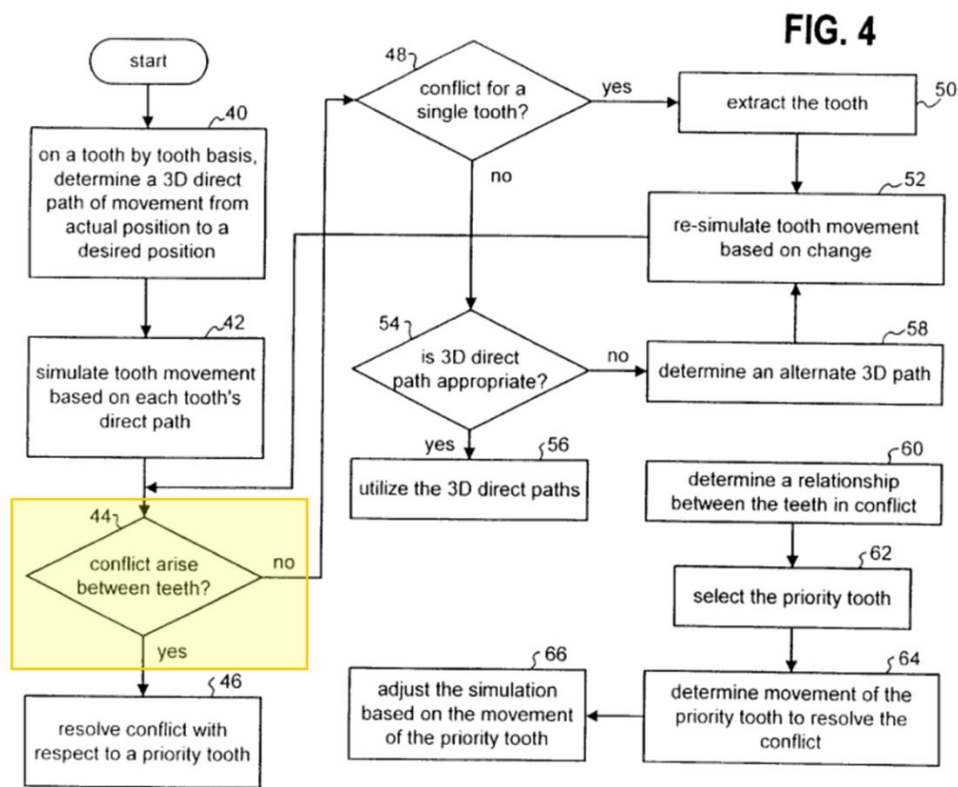 FIG. 4
start
40
on a tooth by tooth basis,
determine a 3D direct
path of movement from
actual position to a
desired position
42
simulate tooth movement
based on each tooth's
direct path
44
conflict arise
between teeth?
no
yes
46
resolve conflict with
respect to a priority tooth
48
conflict for a
single tooth?
yes
no
50
extract the tooth
52
re-simulate tooth movement
based on change
54
is 3D direct
path appropriate?
no
yes
56
utilize the 3D direct paths
58
determine an alternate 3D path
60
determine a relationship
between the teeth in conflict
62
select the priority tooth
64
determine movement of the
priority tooth to resolve the
conflict
66
adjust the simulation
based on the movement
of the priority tooth